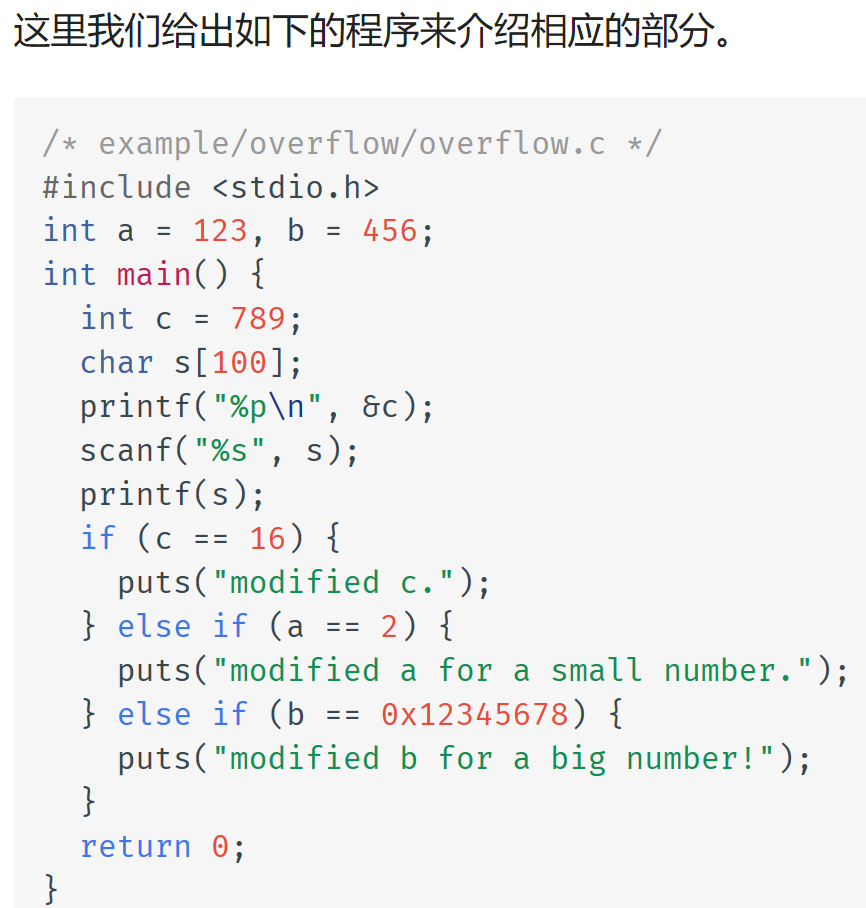 这里我们给出如下的程序来介绍相应的部分。
/* example/overflow/overflow.c */
#include <stdio.h>
int a = 123, b = 456;
int main() {
  int c = 789;
  char s[100];
  printf("%p\n", &c);
  scanf("%s", s);
  printf(s);
  if (c == 16) {
    puts("modified c.");
  } else if (a == 2) {
    puts("modified a for a small number.");
  } else if (b == 0x12345678) {
    puts("modified b for a big number!");
  }
  return 0;
}